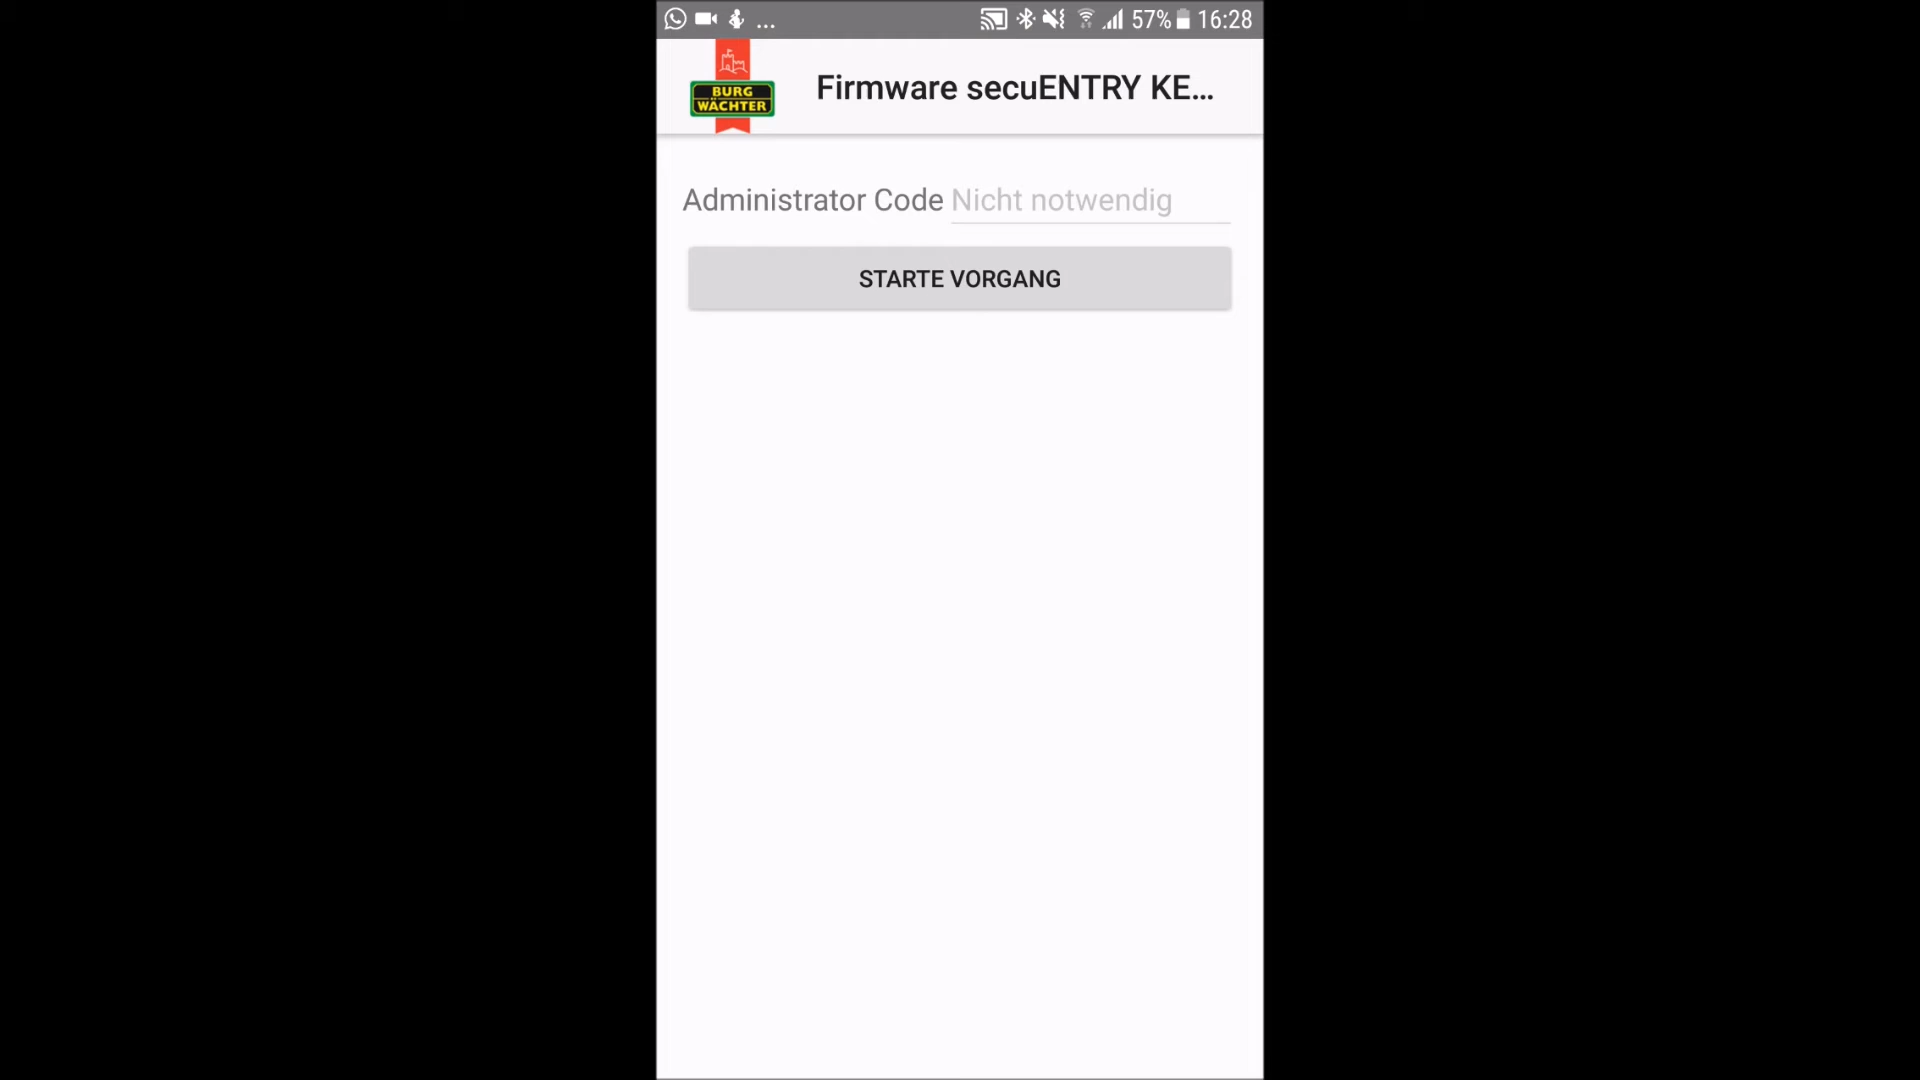 ... 57% 16:28
BURG
WÄCHTER
Firmware secuENTRY KE...
Administrator Code Nicht notwendig
STARTE VORGANG